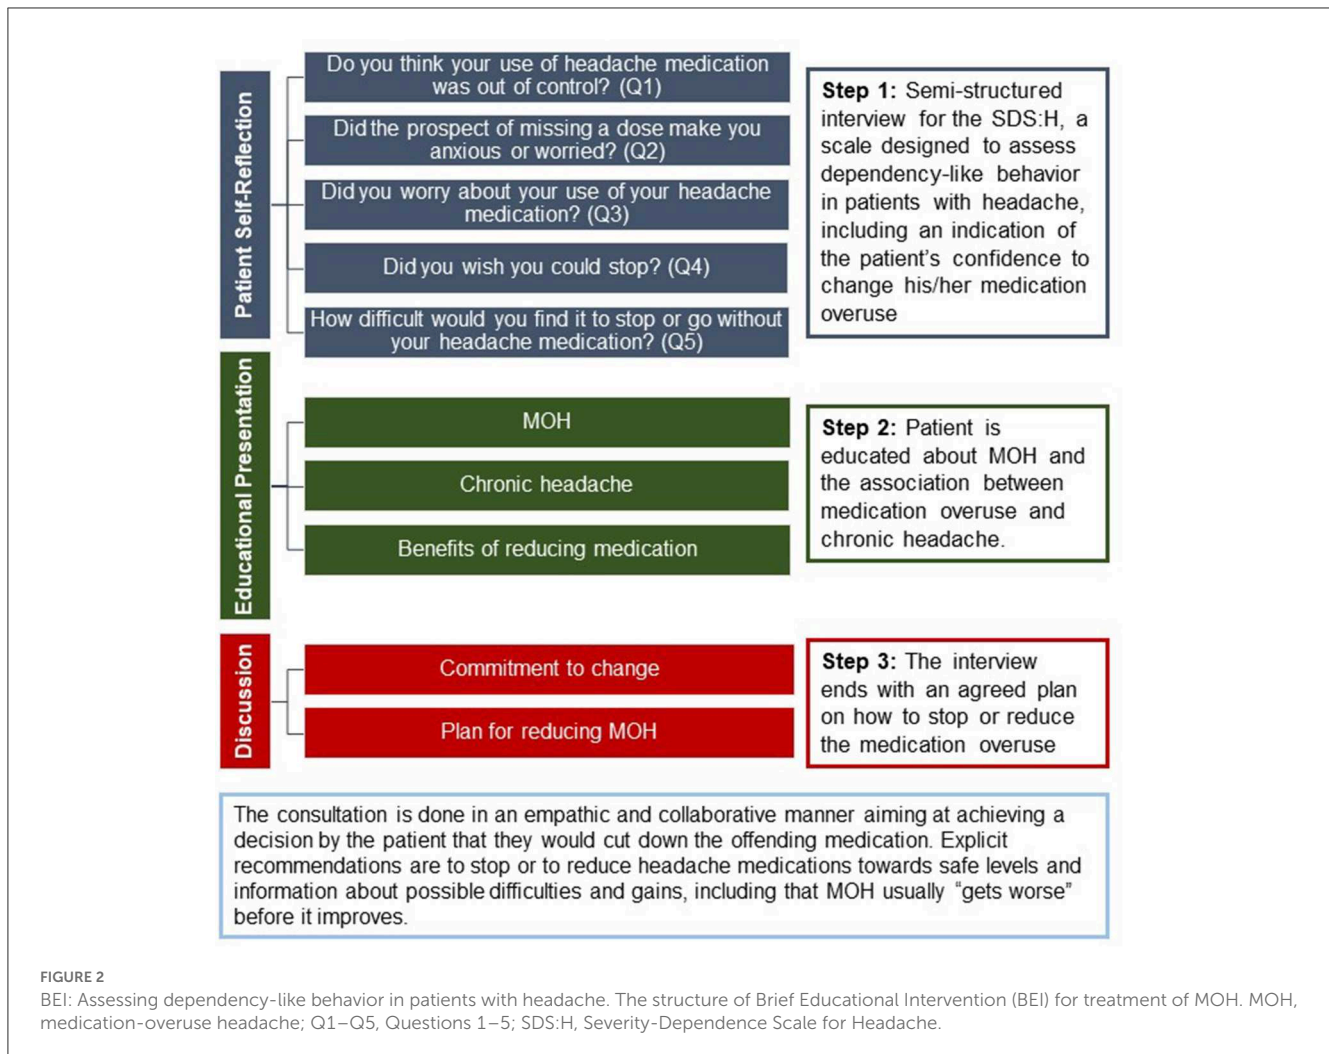 Patient Self-Reflection
Do you think your use of headache medication
was out of control? (Q1)
Did the prospect of missing a dose make you
anxious or worried? (Q2)
Did you worry about your use of your headache
medication? (Q3)
Did you wish you could stop? (Q4)
How difficult would you find it to stop or go without
your headache medication? (Q5)
Step 1: Semi-structured
interview for the SDS:H, a
scale designed to assess
dependency-like behavior
in patients with headache,
including an indication of
the patient's confidence to
change his/her medication
overuse
Educational Presentation
MOH
Chronic headache
Benefits of reducing medication
Step 2: Patient is
educated about MOH and
the association between
medication overuse and
chronic headache.
Discussion
Commitment to change
Plan for reducing MOH
Step 3: The interview
ends with an agreed plan
on how to stop or reduce
the medication overuse
The consultation is done in an empathic and collaborative manner aiming at achieving a
decision by the patient that they would cut down the offending medication. Explicit
recommendations are to stop or to reduce headache medications towards safe levels and
information about possible difficulties and gains, including that MOH usually “gets worse”
before it improves.
FIGURE 2
BEI: Assessing dependency-like behavior in patients with headache. The structure of Brief Educational Intervention (BEI) for treatment of MOH. MOH,
medication-overuse headache; Q1–Q5, Questions 1–5; SDS:H, Severity-Dependence Scale for Headache.